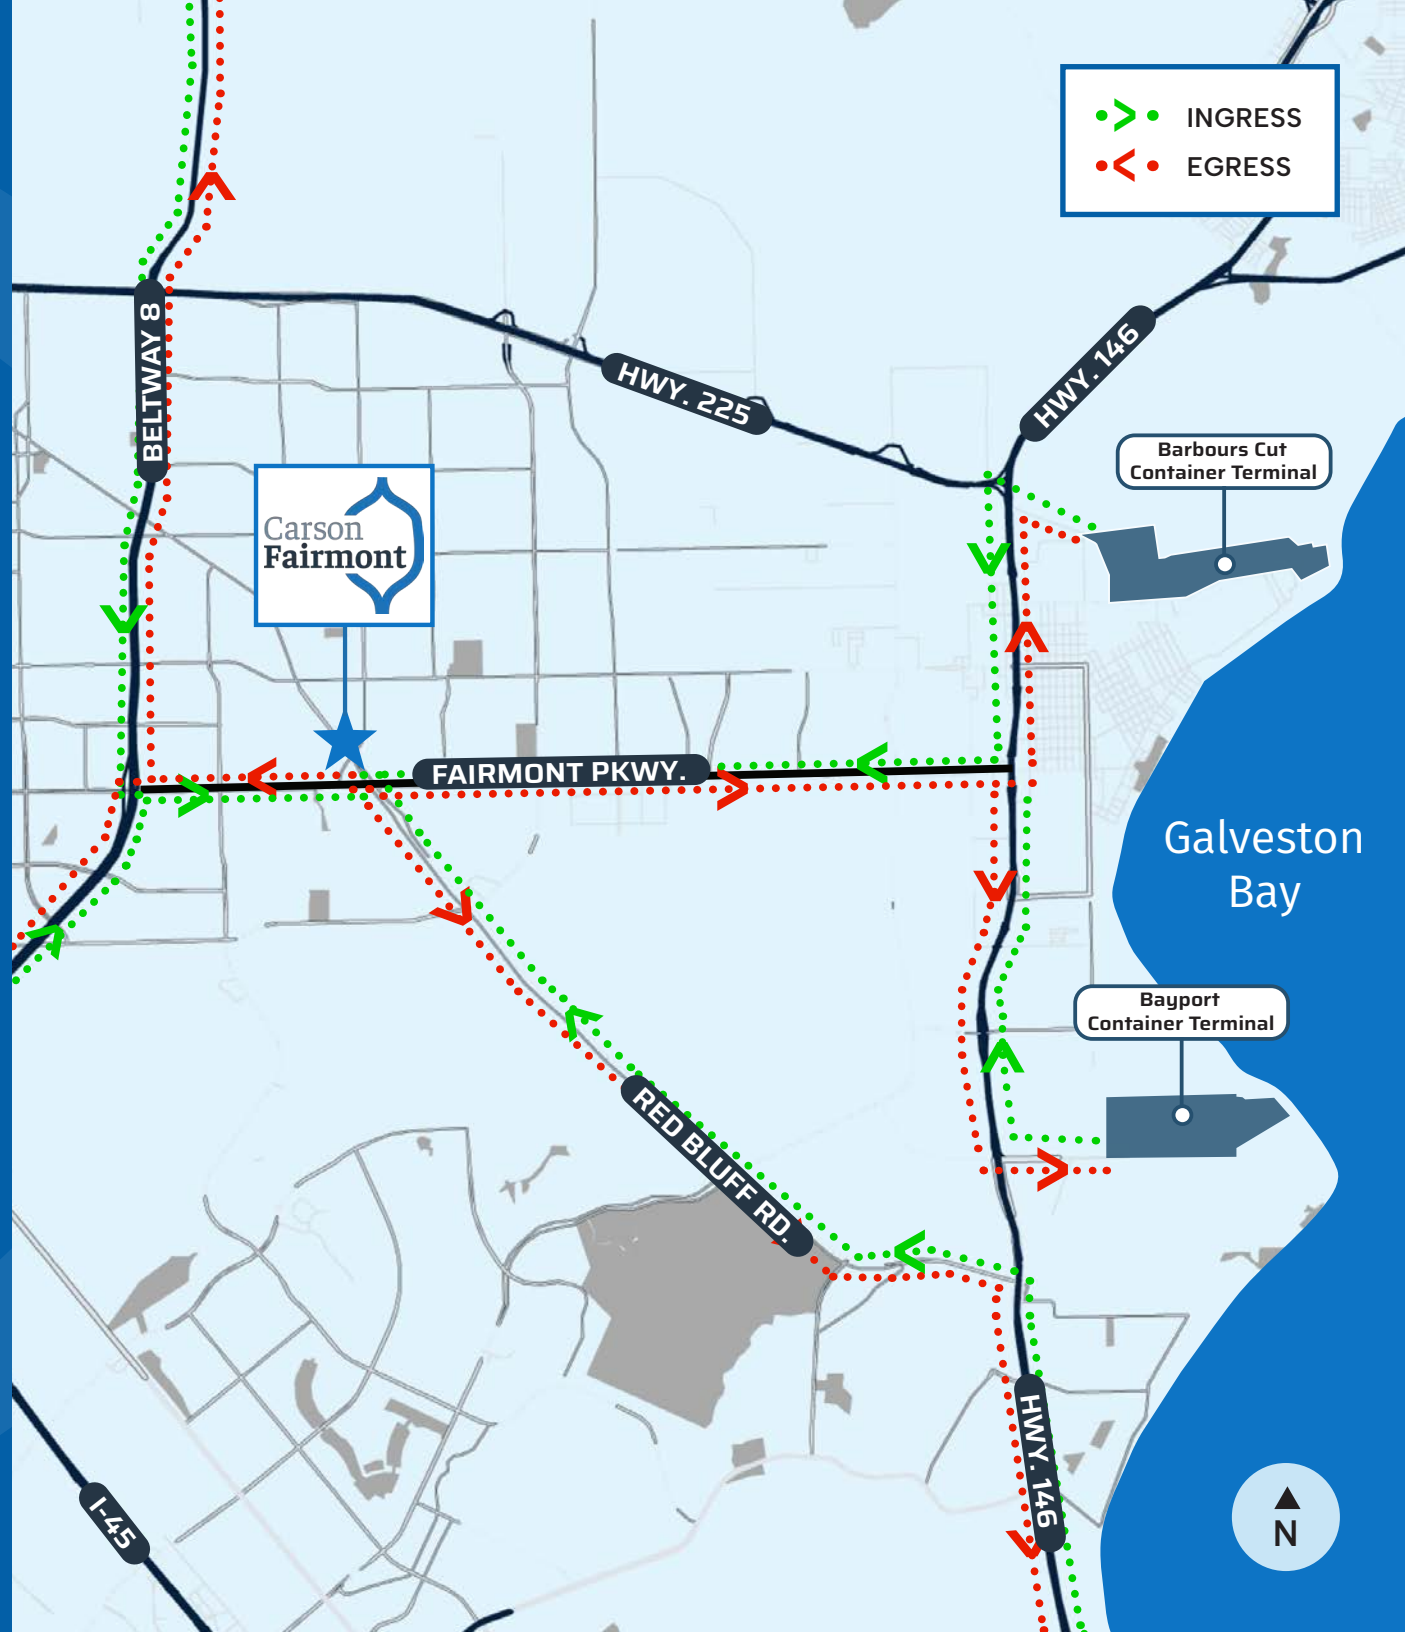 INGRESS
EGRESS
BELTWAY 8
HWY. 225
HWY. 146
Barbours Cut
Container Terminal
Carson
Fairmont
FAIRMONT PKWY.
Galveston
Bay
Bayport
Container Terminal
RED BLUFF RD.
HWY. 146
I-45
N